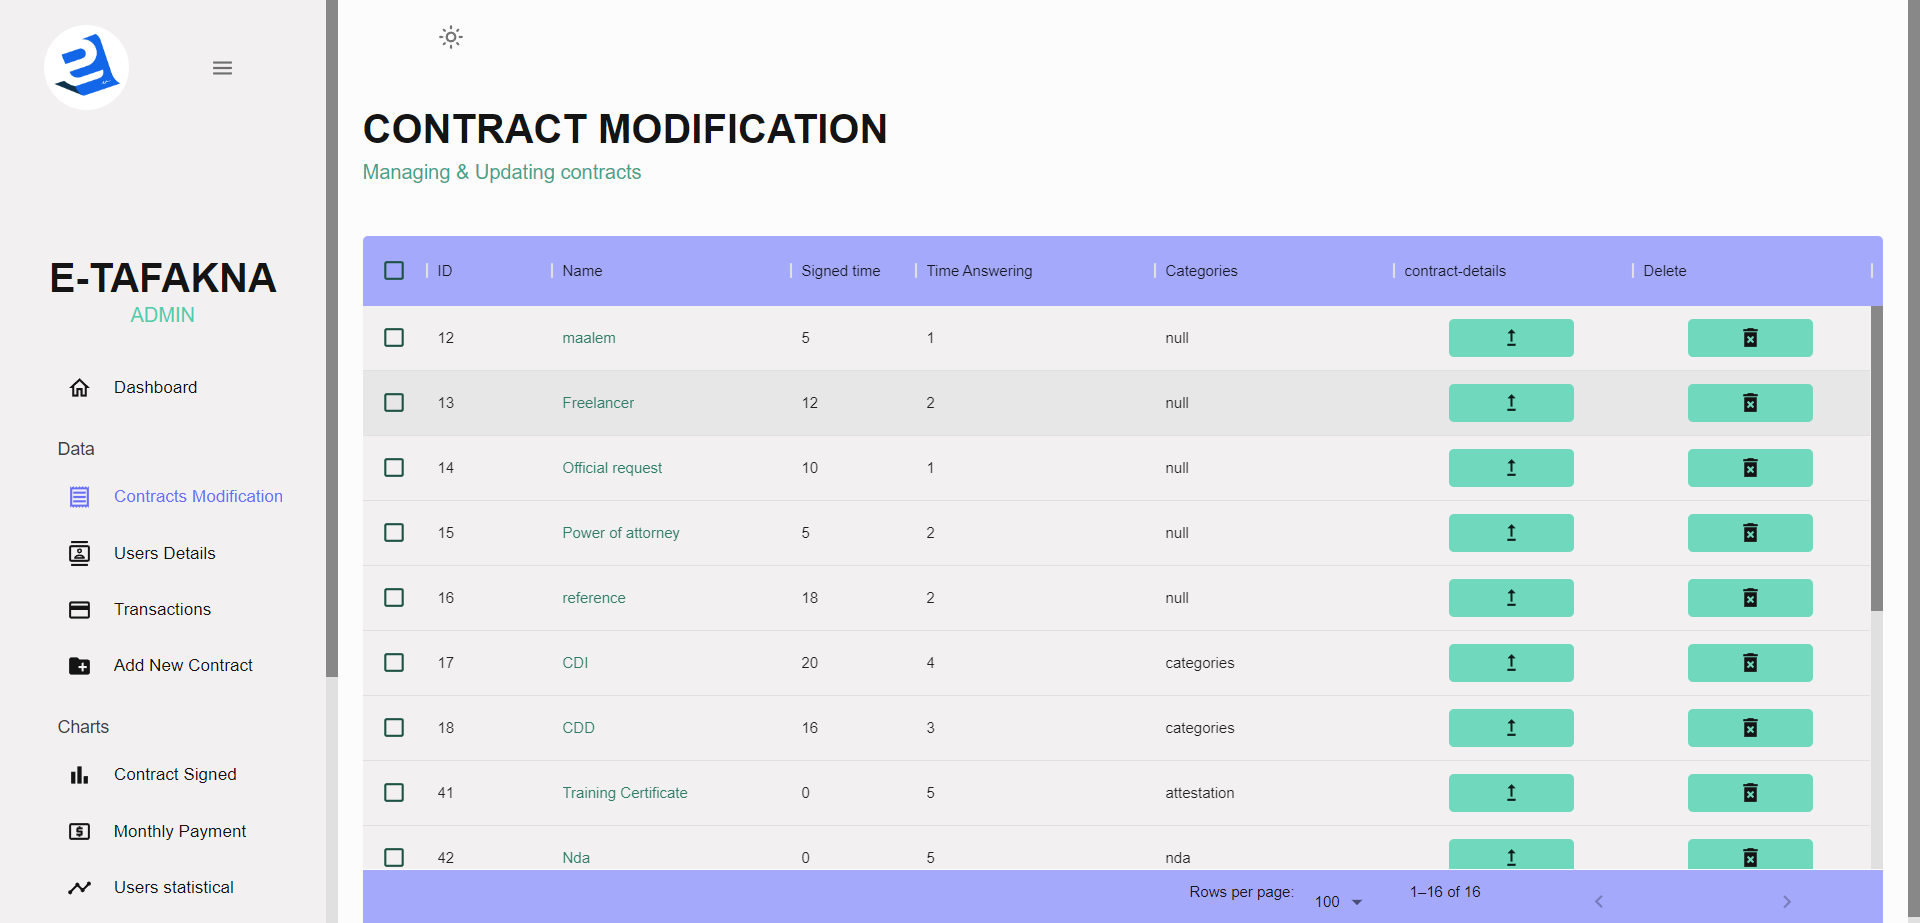 E-TAFAKNA
ADMIN
Dashboard
Data
Contracts Modification
Users Details
Transactions
Add New Contract
Charts
Contract Signed
Monthly Payment
Users statistical
CONTRACT MODIFICATION
Managing & Updating contracts
ID Name Signed time Time Answering Categories contract-details Delete
12 maalem 5 1 null
13 Freelancer 12 2 null
14 Official request 10 1 null
15 Power of attorney 5 2 null
16 reference 18 2 null
17 CDI 20 4 categories
18 CDD 16 3 categories
41 Training Certificate 0 5 attestation
42 Nda 0 5 nda
Rows per page: 100 1–16 of 16